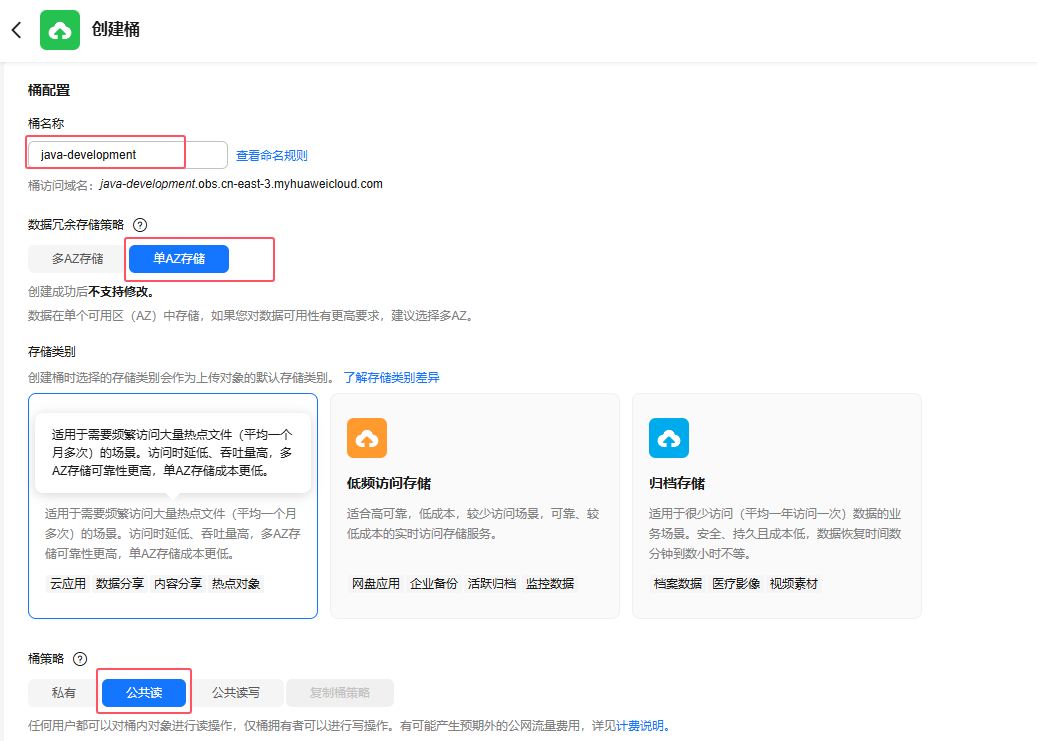 创建桶
桶配置
桶名称
java-development
查看命名规则
桶访问域名：java-development.obs.cn-east-3.myhuaweicloud.com
数据冗余存储策略 ?
多AZ存储 单AZ存储
创建成功后不支持修改。
数据在单个可用区（AZ）中存储，如果您对数据可用性有更高要求，建议选择多AZ。
存储类别
创建桶时选择的存储类别会作为上传对象的默认存储类别。 了解存储类别差异
适用于需要频繁访问大量热点文件（平均一个
月多次）的场景。访问时延低、吞吐量高，多
AZ存储可靠性更高，单AZ存储成本更低。
适用于需要频繁访问大量热点文件（平均一个月
多次）的场景。访问时延低、吞吐量高，多AZ存
储可靠性更高，单AZ存储成本更低。
云应用 数据分享 内容分享 热点对象
低频访问存储
适合高可靠，低成本，较少访问场景，可靠、较
低成本的实时访问存储服务。
网盘应用 企业备份 活跃归档 监控数据
归档存储
适用于很少访问（平均一年访问一次）数据的业
务场景。安全、持久且成本低，数据恢复时间数
分钟到数小时不等。
档案数据 医疗影像 视频素材
桶策略 ?
私有 公共读 公共读写 复制桶策略
任何用户都可以对桶内对象进行读操作，仅桶拥有者可以进行写操作。有可能产生预期外的公网流量费用，详见计费说明。